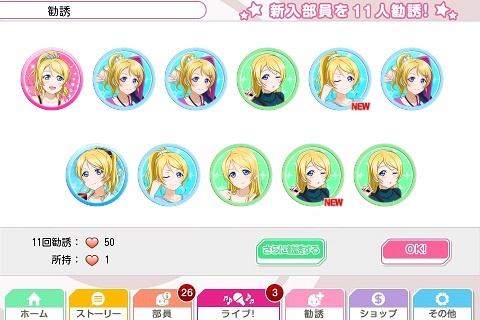 勧誘
新入部員を11人勧誘!
NEW
NEW
11回勧誘: 50
所持: 1
さらに勧誘する
OK!
26
3
ホーム
ストーリー
部員
ライブ!
勧誘
ショップ
その他